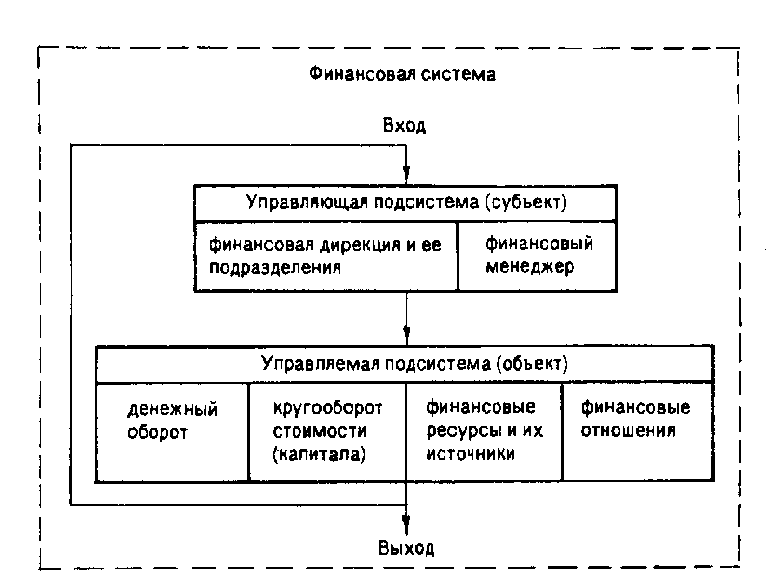 Финансовая система
Вход
Управляющая подсистема (субъект)
финансовая дирекция и ее
подразделения
финансовый
менеджер
Управляемая подсистема (объект)
денежный
оборот
кругооборот
стоимости
(капитала)
финансовые
ресурсы и их
источники
финансовые
отношения
Выход